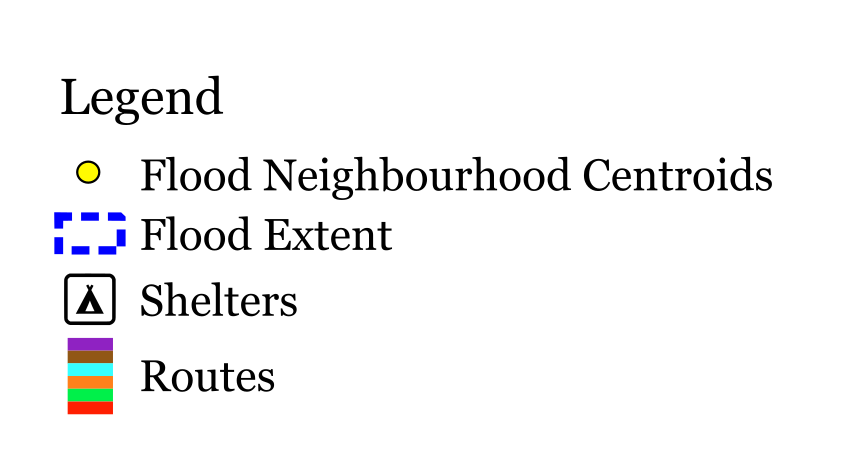 Legend
Flood Neighbourhood Centroids
Flood Extent
Shelters
Routes